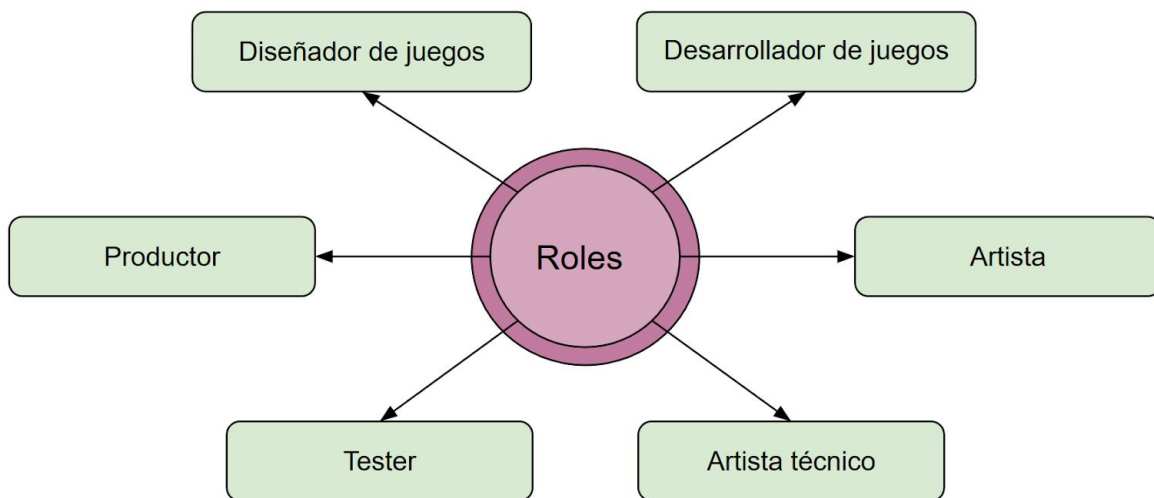 Diseñador de juegos
Desarrollador de juegos
Productor
Roles
Artista
Tester
Artista técnico